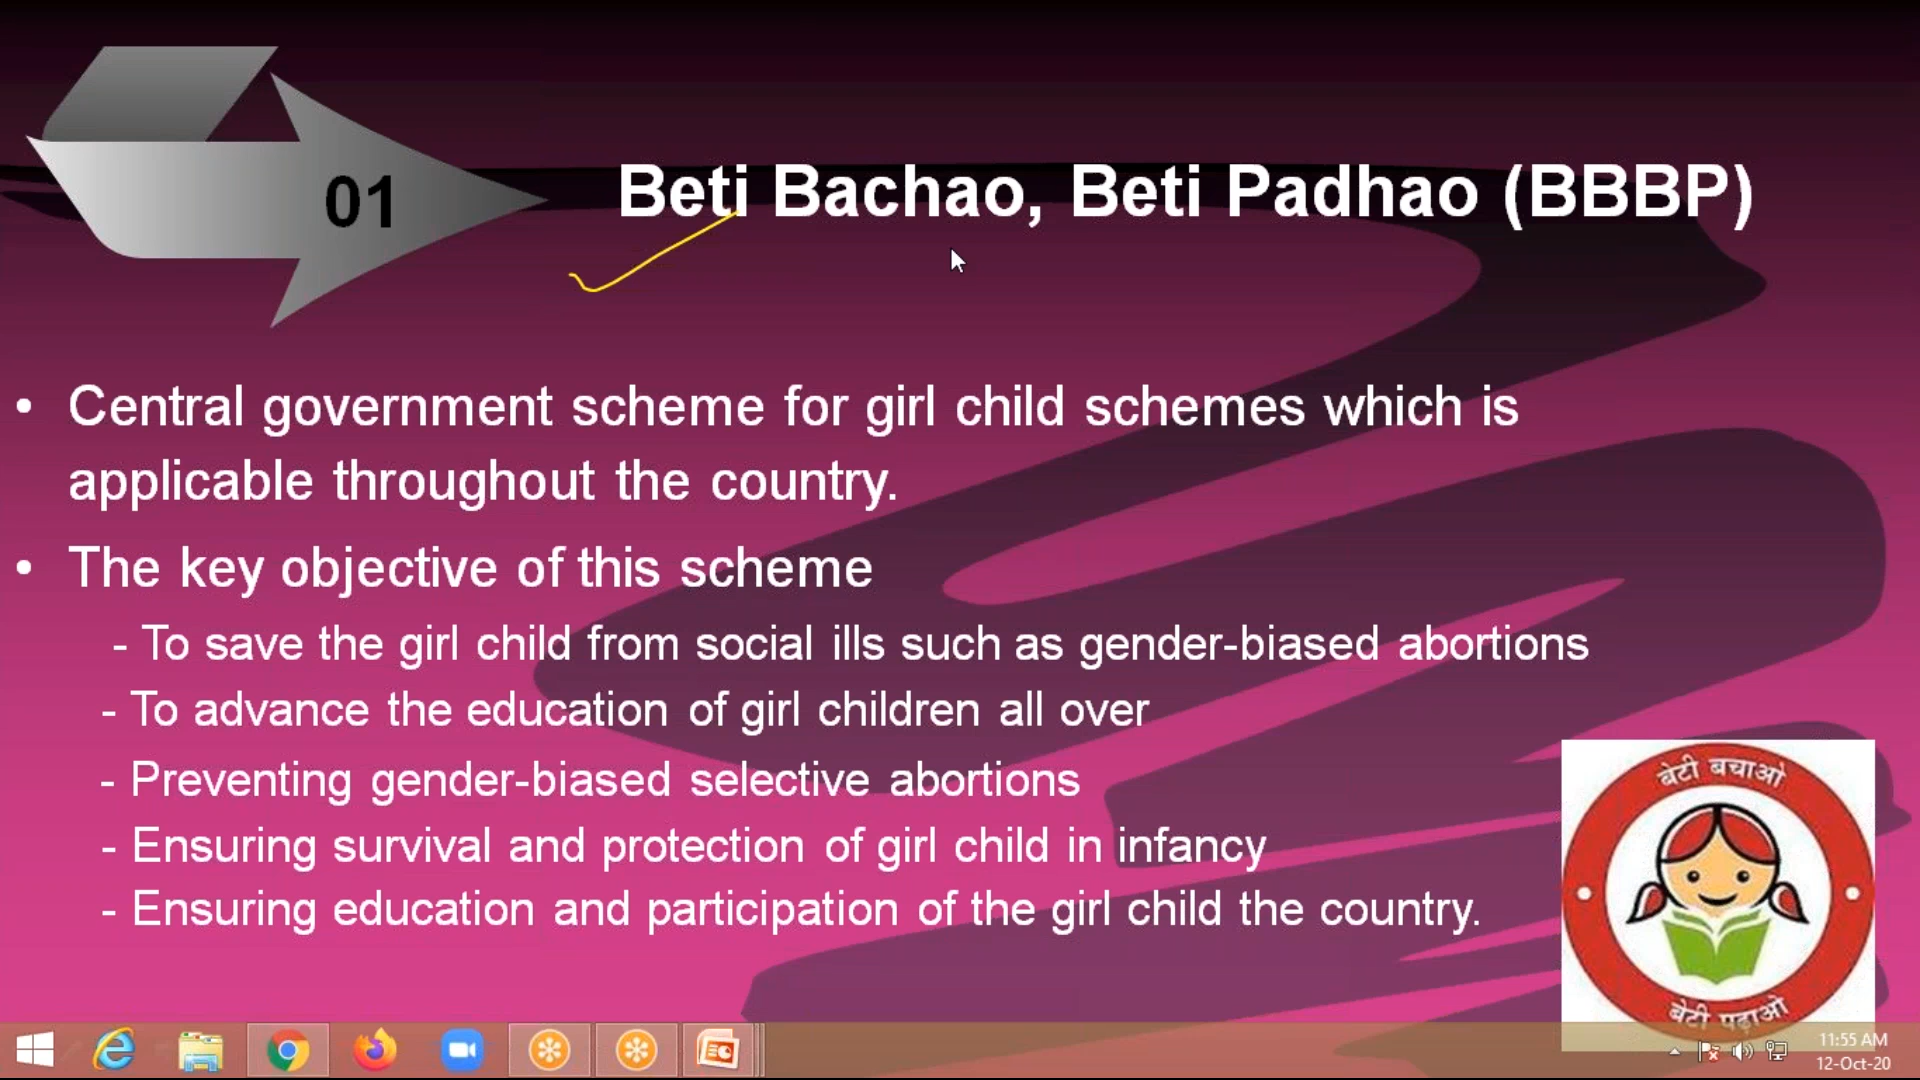 01
Beti Bachao, Beti Padhao (BBBP)
• Central government scheme for girl child schemes which is
applicable throughout the country.
• The key objective of this scheme
- To save the girl child from social ills such as gender-biased abortions
- To advance the education of girl children all over
- Preventing gender-biased selective abortions
- Ensuring survival and protection of girl child in infancy
- Ensuring education and participation of the girl child the country.
बेटी बचाओ
बेटी पढ़ाओ
11:55 AM
12-Oct-20